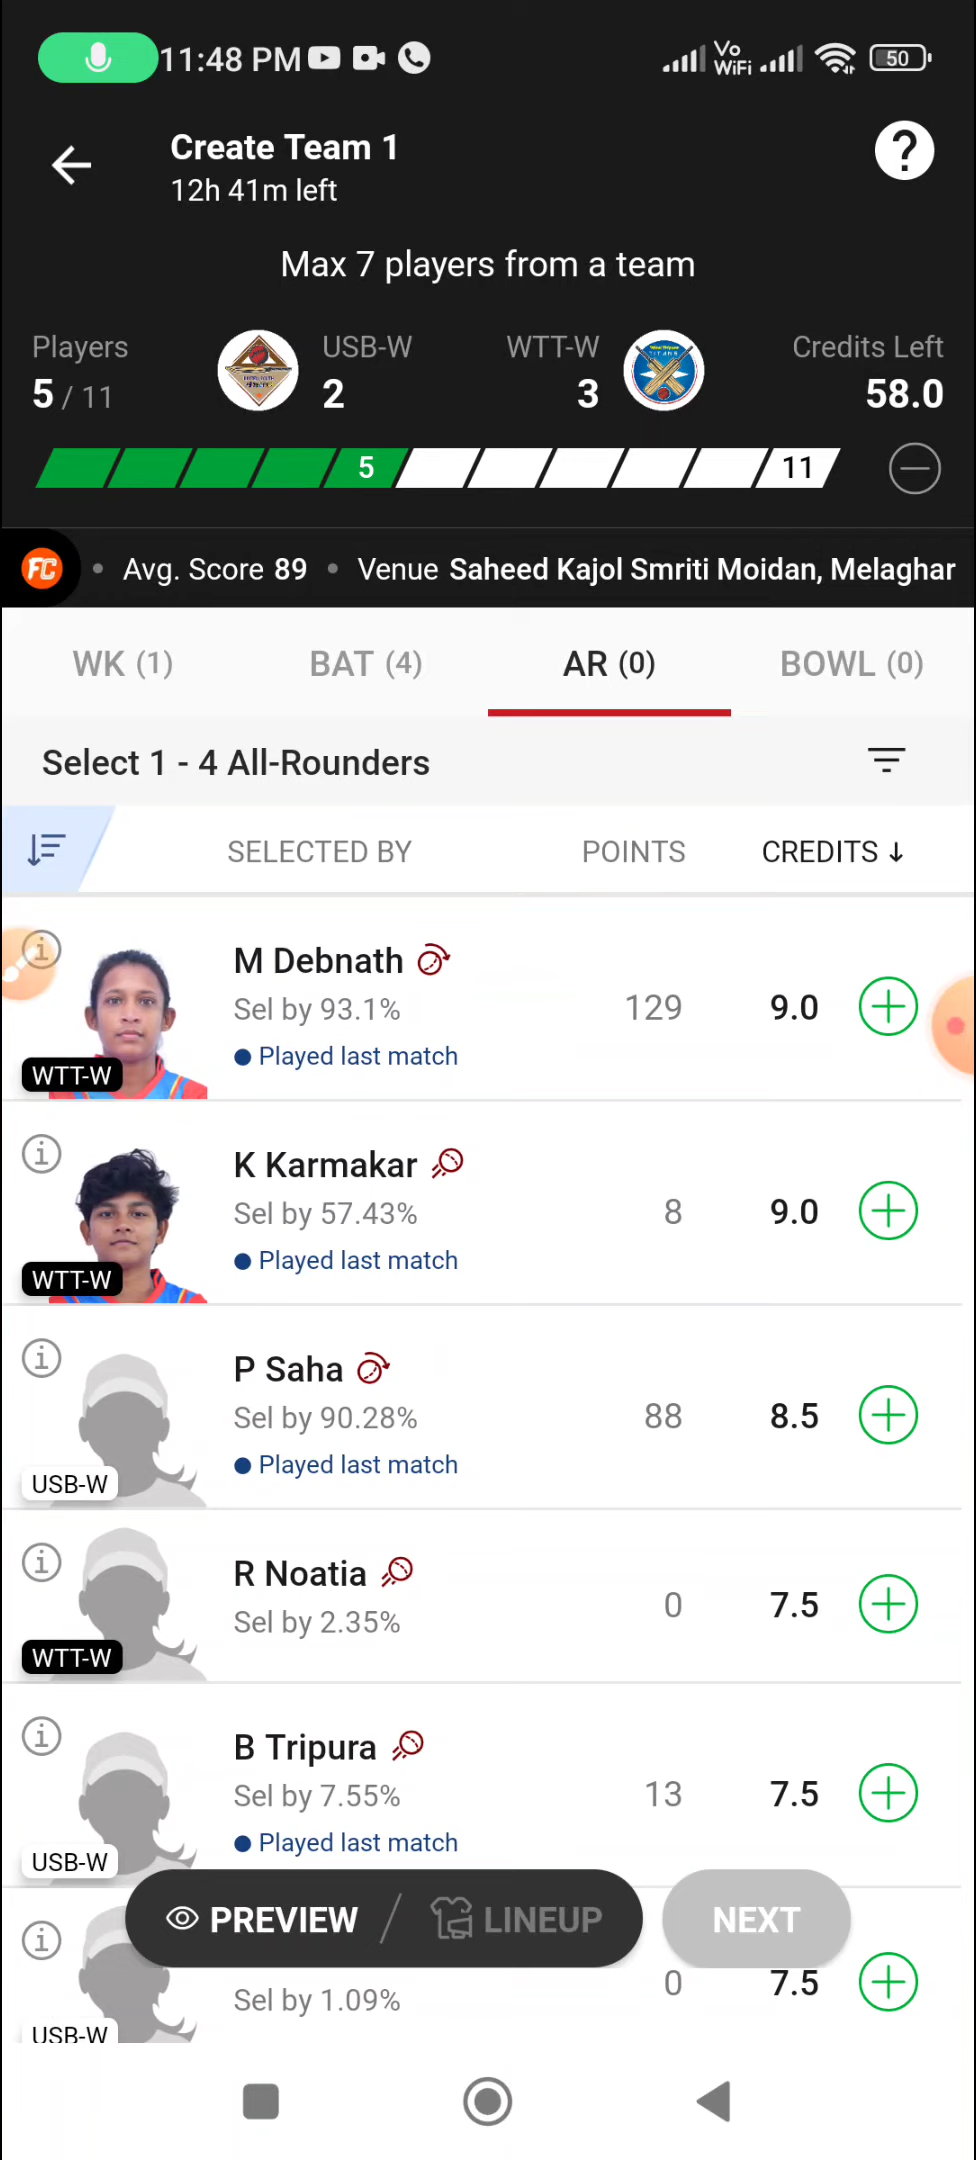 11:48 PM
Vo WiFi
50
Create Team 1
12h 41m left
?
Max 7 players from a team
Players
5 / 11
USB-W
2
WTT-W
3
Credits Left
58.0
5
11
FC • Avg. Score 89 • Venue Saheed Kajol Smriti Moidan, Melaghar
WK (1)
BAT (4)
AR (0)
BOWL (0)
Select 1 - 4 All-Rounders
SELECTED BY
POINTS
CREDITS ↓
i
M Debnath
Sel by 93.1%
Played last match
WTT-W
129
9.0
i
K Karmakar
Sel by 57.43%
Played last match
WTT-W
8
9.0
i
P Saha
Sel by 90.28%
Played last match
USB-W
88
8.5
i
R Noatia
Sel by 2.35%
WTT-W
0
7.5
i
B Tripura
Sel by 7.55%
Played last match
USB-W
13
7.5
PREVIEW / LINEUP
NEXT
i
Sel by 1.09%
USB-W
0
7.5